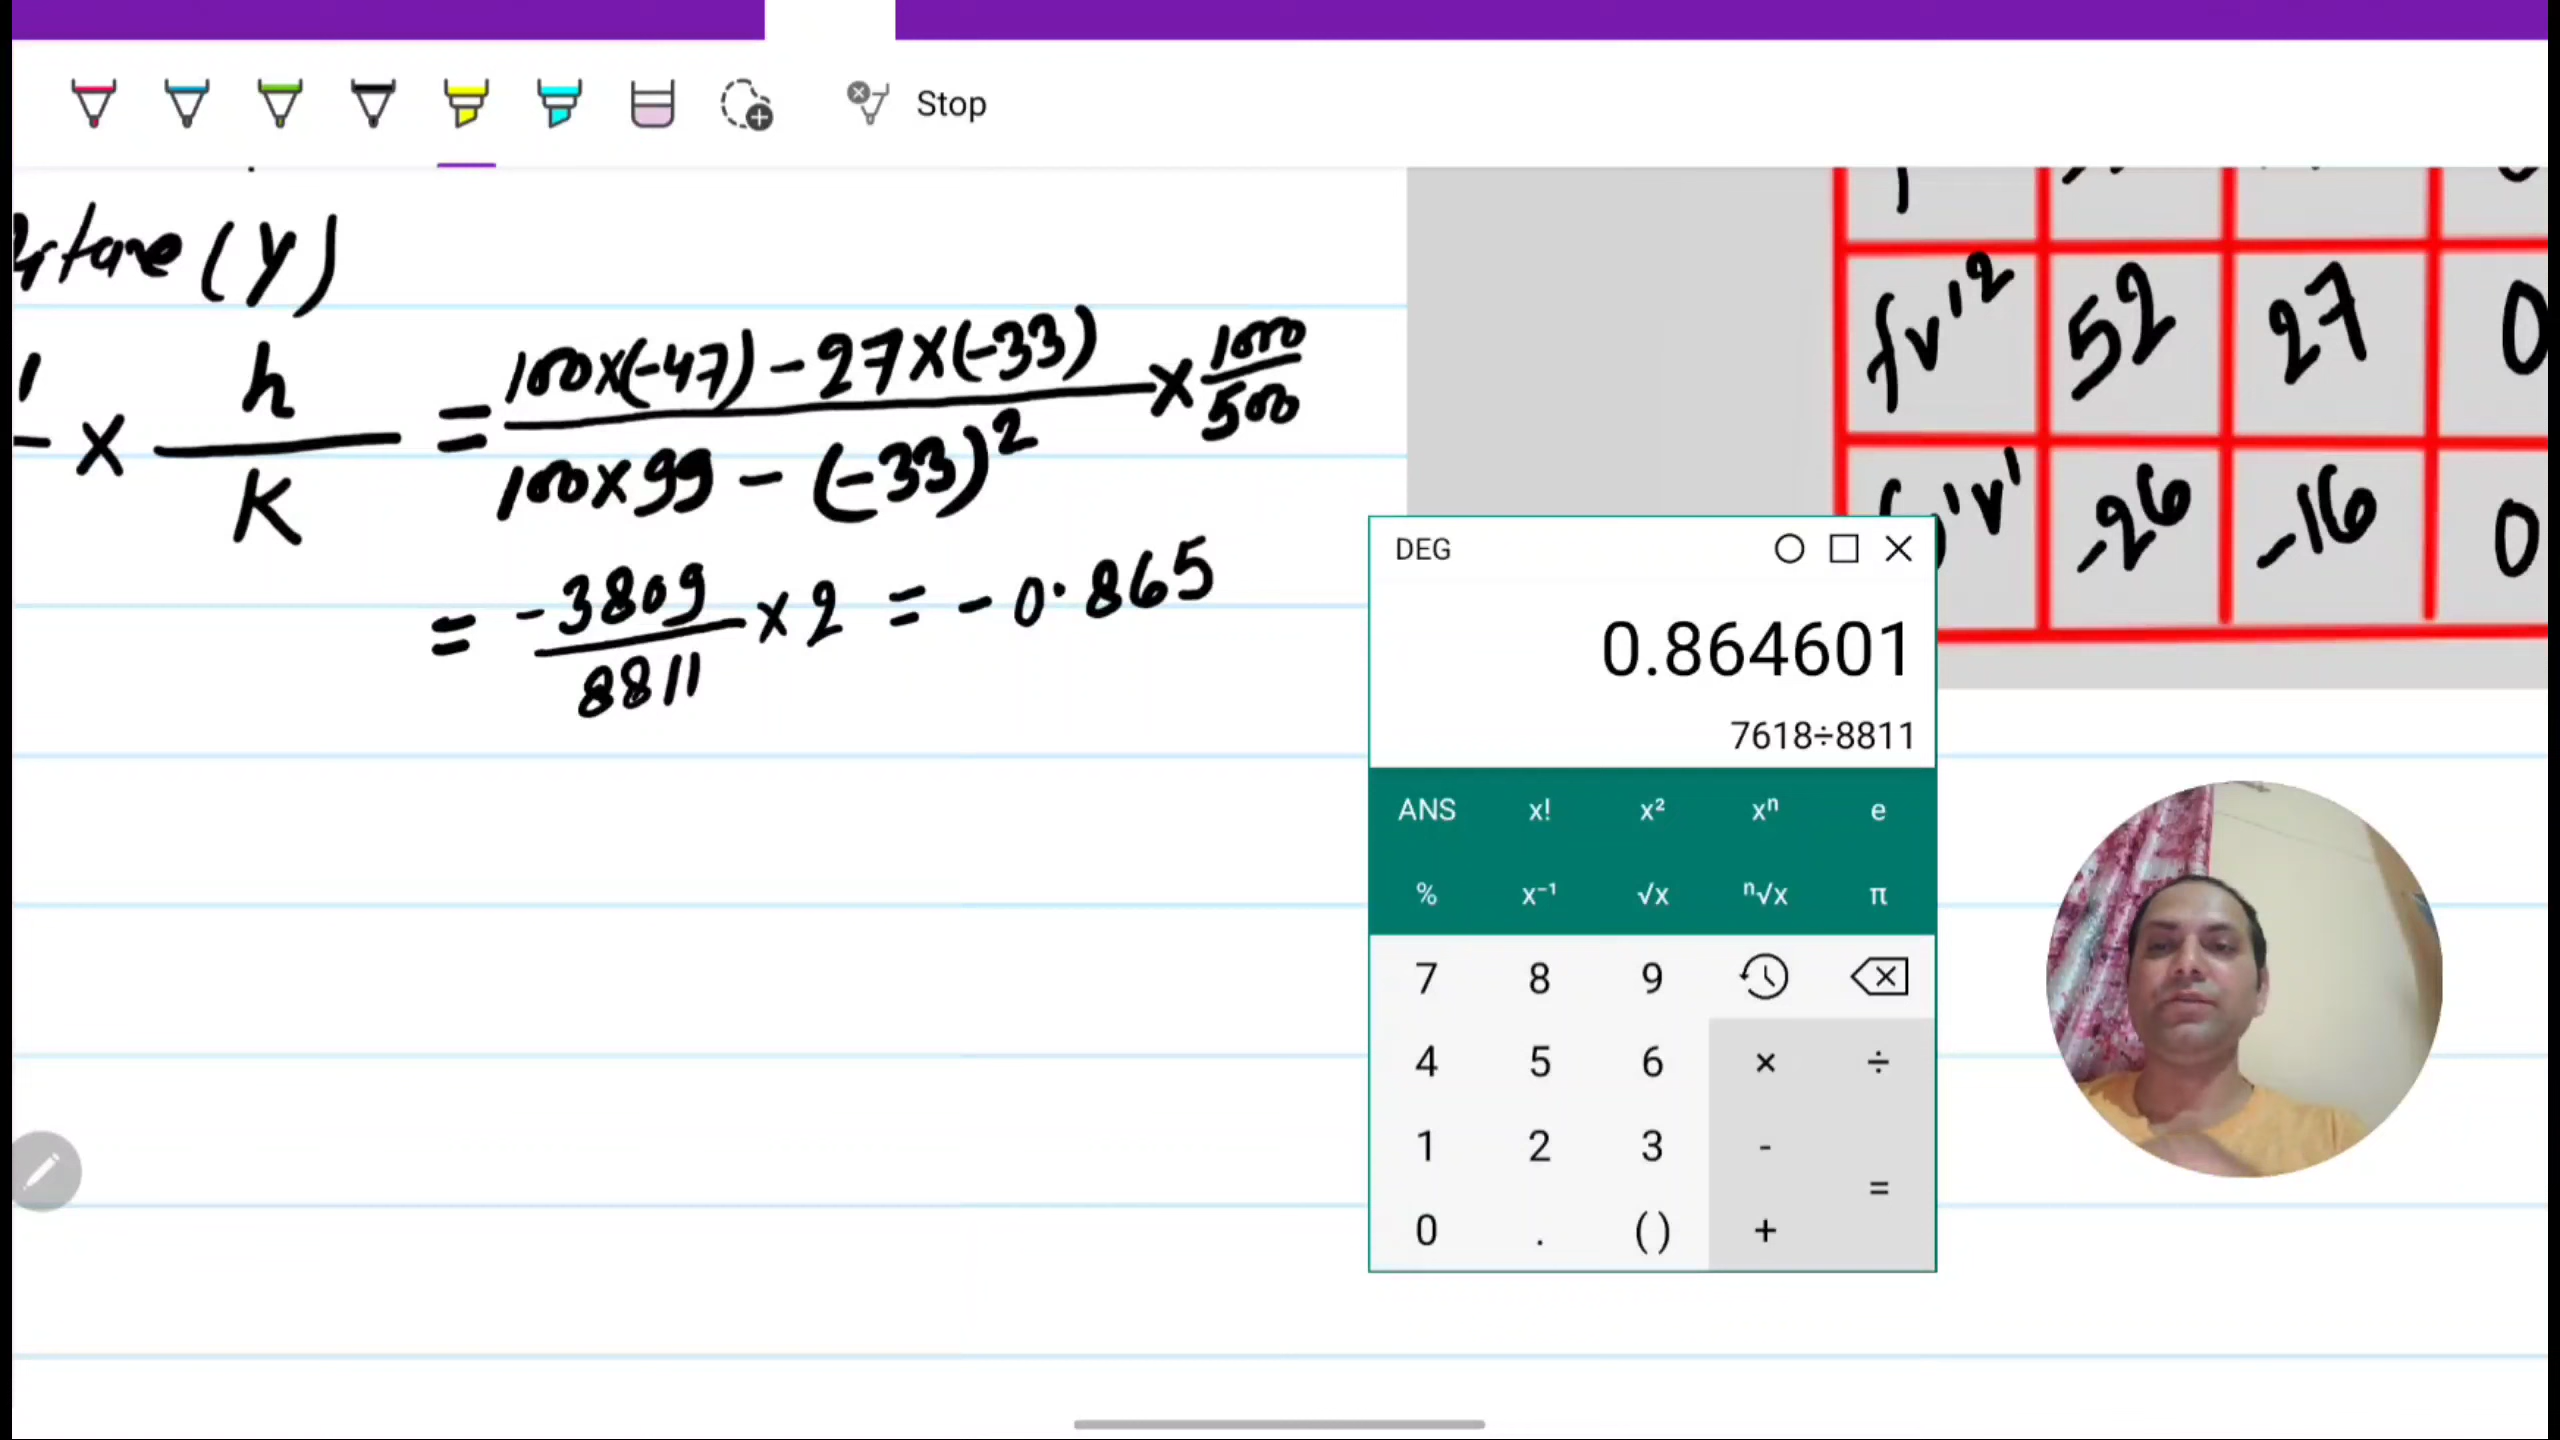 Stop
(y)
× h/K = 100×(-47) - 27×(-33) / 100×99 - (-33)² × 1000/500
= -3809/8811 × 2 = -0.865
fv'² 52 27 0
'v' -26 -16 0
DEG
0.864601
7618÷8811
ANS x! x² xⁿ e
% x⁻¹ √x ⁿ√x π
7 8 9
4 5 6 × ÷
1 2 3 -
=
0 . ( ) +